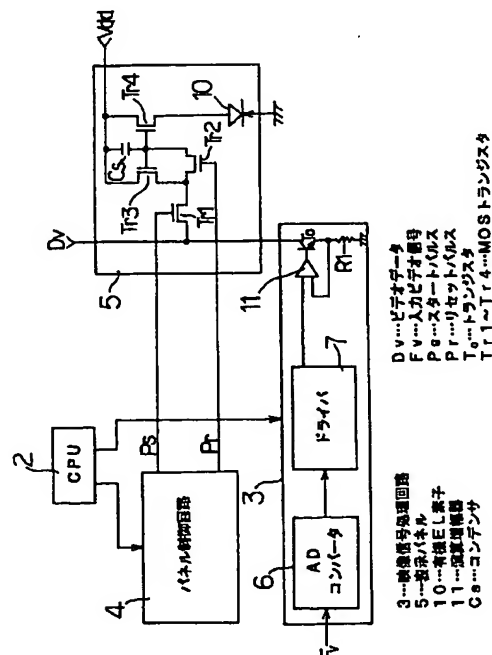 Vdd
Dv
Cs
Tr4
Tr3
Tr1
Tr2
10
5
2
CPU
Ps
Pr
4
パネル制御回路
3
11
To
R1
7
ドライバ
6
AD
コンバータ
Fv
3…映像信号処理回路
5…表示パネル
10…有機EL素子
11…演算増幅器
Cs…コンデンサ
Dv…ビデオデータ
Fv…入力ビデオ信号
Ps…スタートパルス
Pr…リセットパルス
To…トランジスタ
Tr1~Tr4…MOSトランジスタ